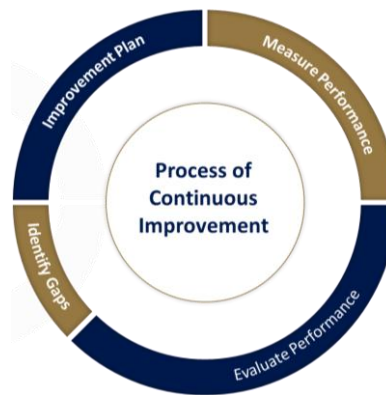 Improvement Plan
Measure Performance
Process of
Continuous
Improvement
Identify Gaps
Evaluate Performance